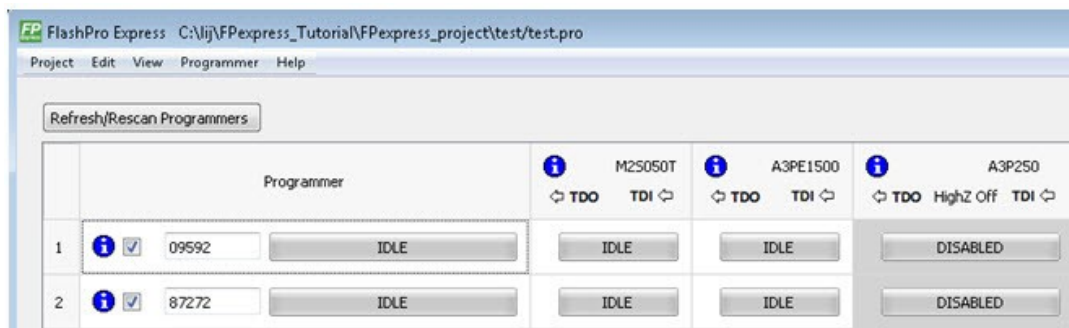 FP FlashPro Express C:\lij\FPexpress_Tutorial\FPexpress_project\test/test.pro
Project Edit View Programmer Help
Refresh/Rescan Programmers
Programmer
M2S050T
TDO TDI
A3PE1500
TDO TDI
A3P250
TDO HighZ Off TDI
1 09592 IDLE IDLE IDLE DISABLED
2 87272 IDLE IDLE IDLE DISABLED